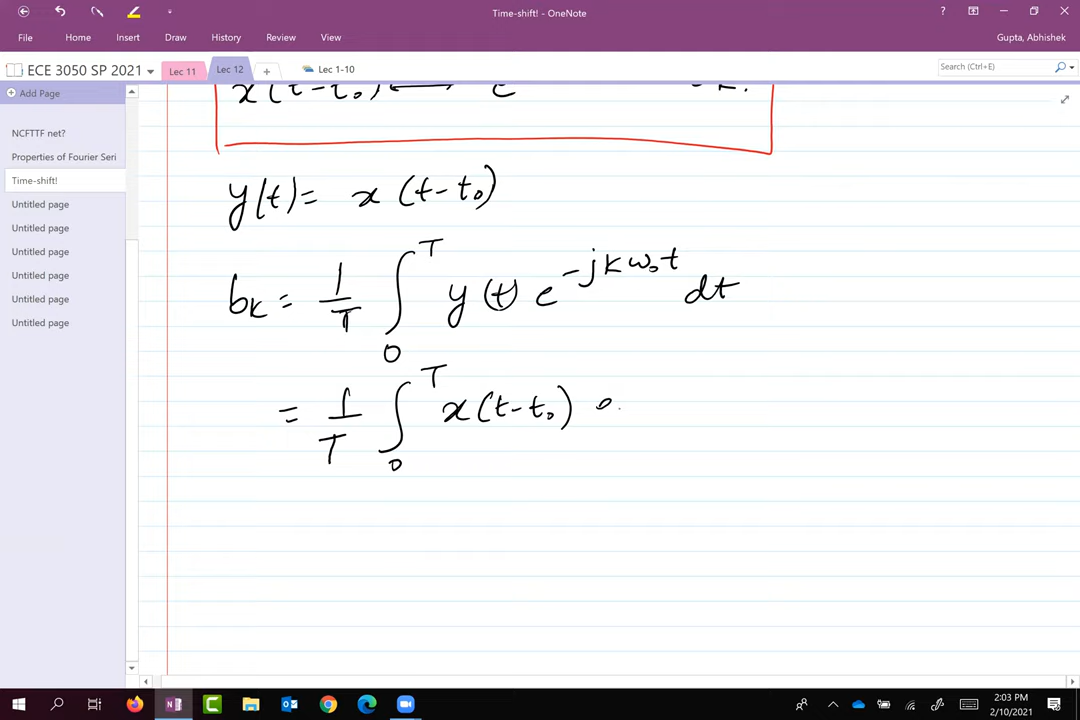 Time-shift! - OneNote
?
Gupta, Abhishek
File Home Insert Draw History Review View
ECE 3050 SP 2021
Lec 11
Lec 12
+
Lec 1-10
Search (Ctrl+E)
Add Page
NCFTTF net?
Properties of Fourier Seri
Time-shift!
Untitled page
Untitled page
Untitled page
Untitled page
Untitled page
Untitled page
x(t-t₀) ⟷ e
y(t) = x(t-t₀)
bₖ = 1/T ∫₀ᵀ y(t) e^{-jkω₀t} dt
= 1/T ∫₀ᵀ x(t-t₀)
2:03 PM
2/10/2021